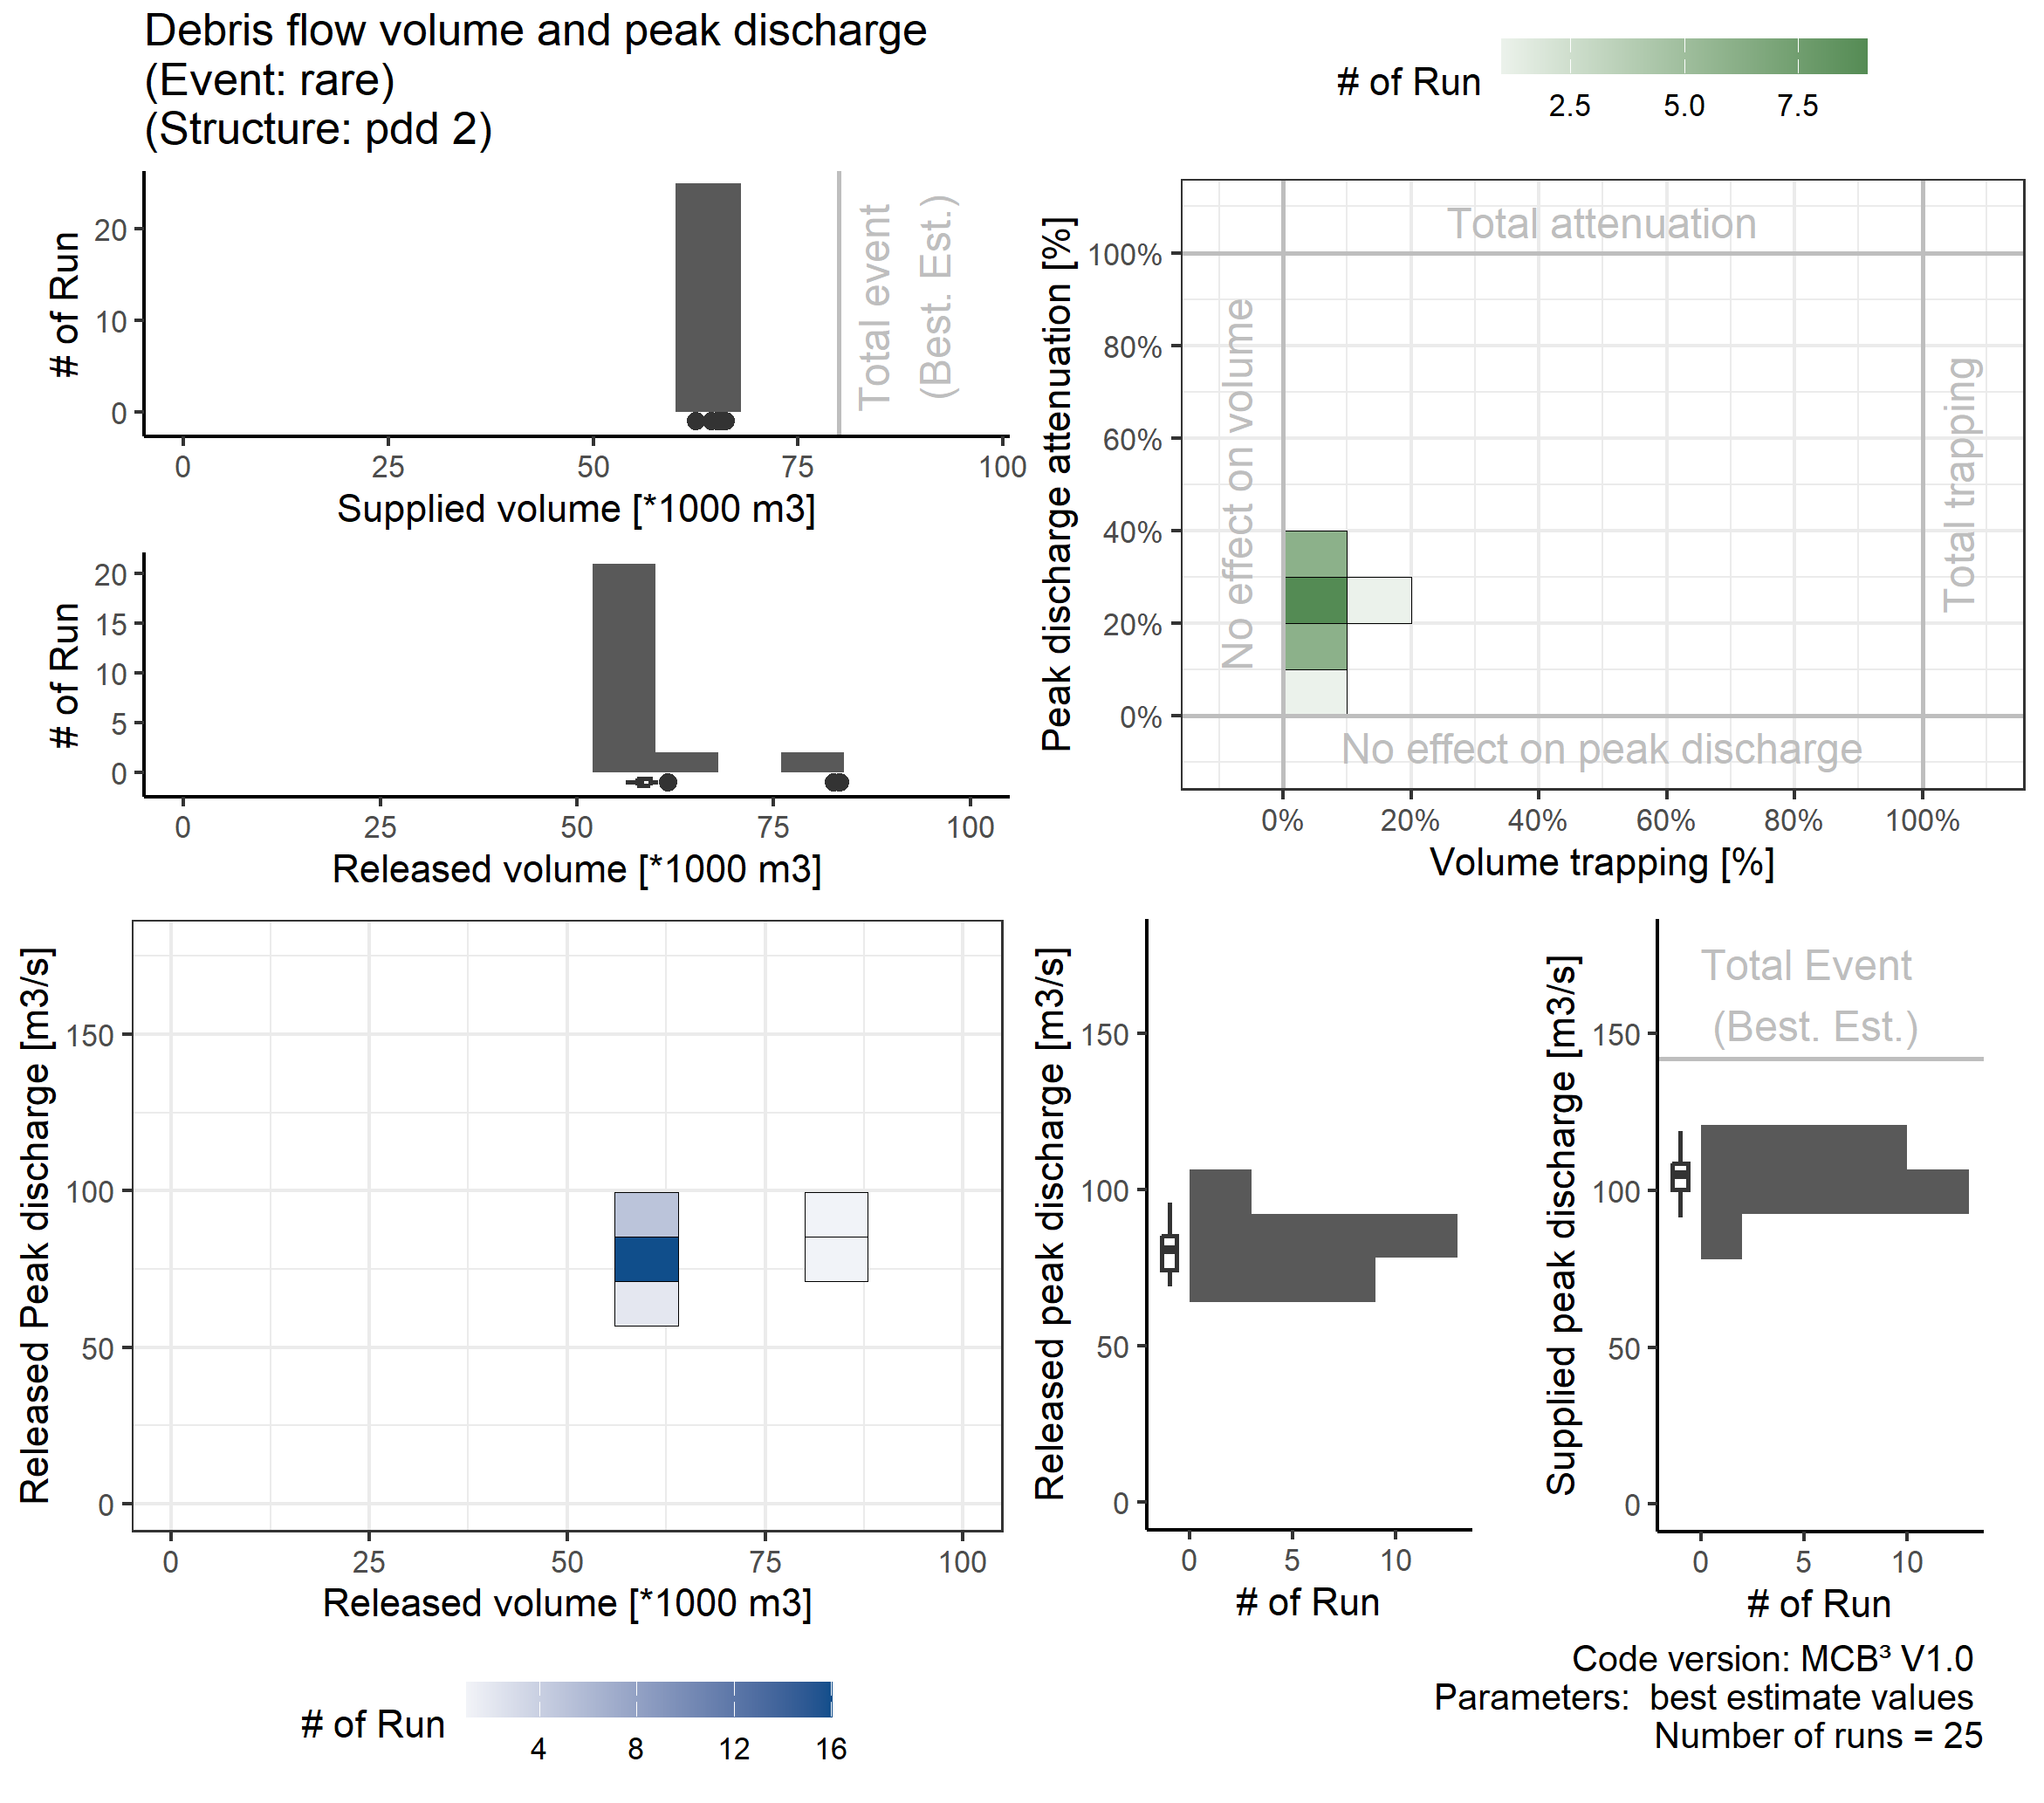 Debris flow volume and peak discharge
(Event: rare)
(Structure: pdd 2)
# of Run
2.5 5.0 7.5
# of Run
20
10
0
Total event
(Best. Est.)
0 25 50 75 100
Supplied volume [*1000 m3]
# of Run
20
15
10
5
0
0 25 50 75 100
Released volume [*1000 m3]
Peak discharge attenuation [%]
100%
80%
60%
40%
20%
0%
Total attenuation
No effect on volume
Total trapping
No effect on peak discharge
0% 20% 40% 60% 80% 100%
Volume trapping [%]
Released Peak discharge [m3/s]
150
100
50
0
0 25 50 75 100
Released volume [*1000 m3]
# of Run
4 8 12 16
Released peak discharge [m3/s]
150
100
50
0
0 5 10
# of Run
Supplied peak discharge [m3/s]
150
100
50
0
Total Event
(Best. Est.)
0 5 10
# of Run
Code version: MCB³ V1.0
Parameters:  best estimate values
Number of runs = 25